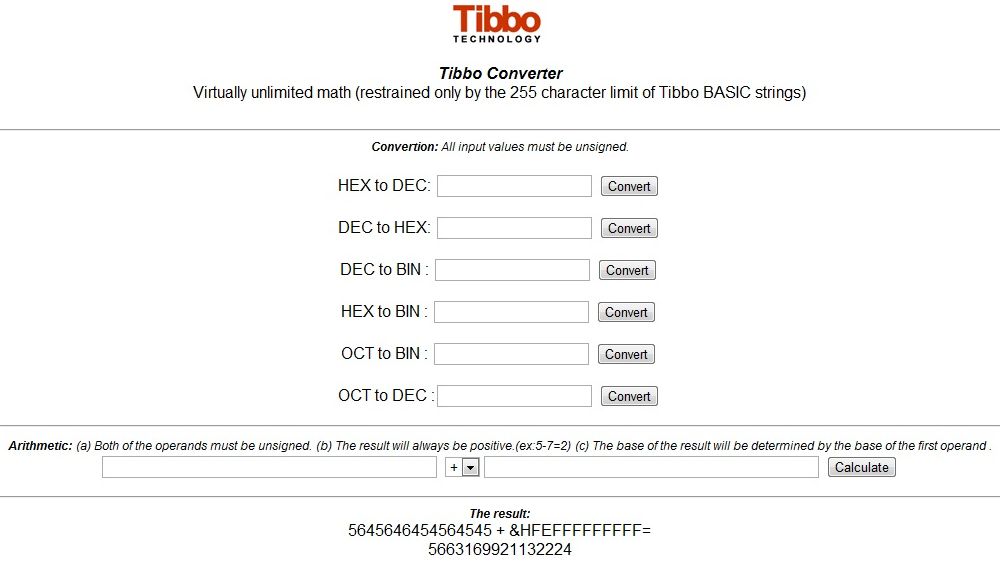 Tibbo
TECHNOLOGY
Tibbo Converter
Virtually unlimited math (restrained only by the 255 character limit of Tibbo BASIC strings)
Convertion: All input values must be unsigned.
HEX to DEC: Convert
DEC to HEX: Convert
DEC to BIN : Convert
HEX to BIN : Convert
OCT to BIN : Convert
OCT to DEC : Convert
Arithmetic: (a) Both of the operands must be unsigned. (b) The result will always be positive.(ex:5-7=2) (c) The base of the result will be determined by the base of the first operand .
+ Calculate
The result:
5645646454564545 + &HFEFFFFFFFFF=
5663169921132224